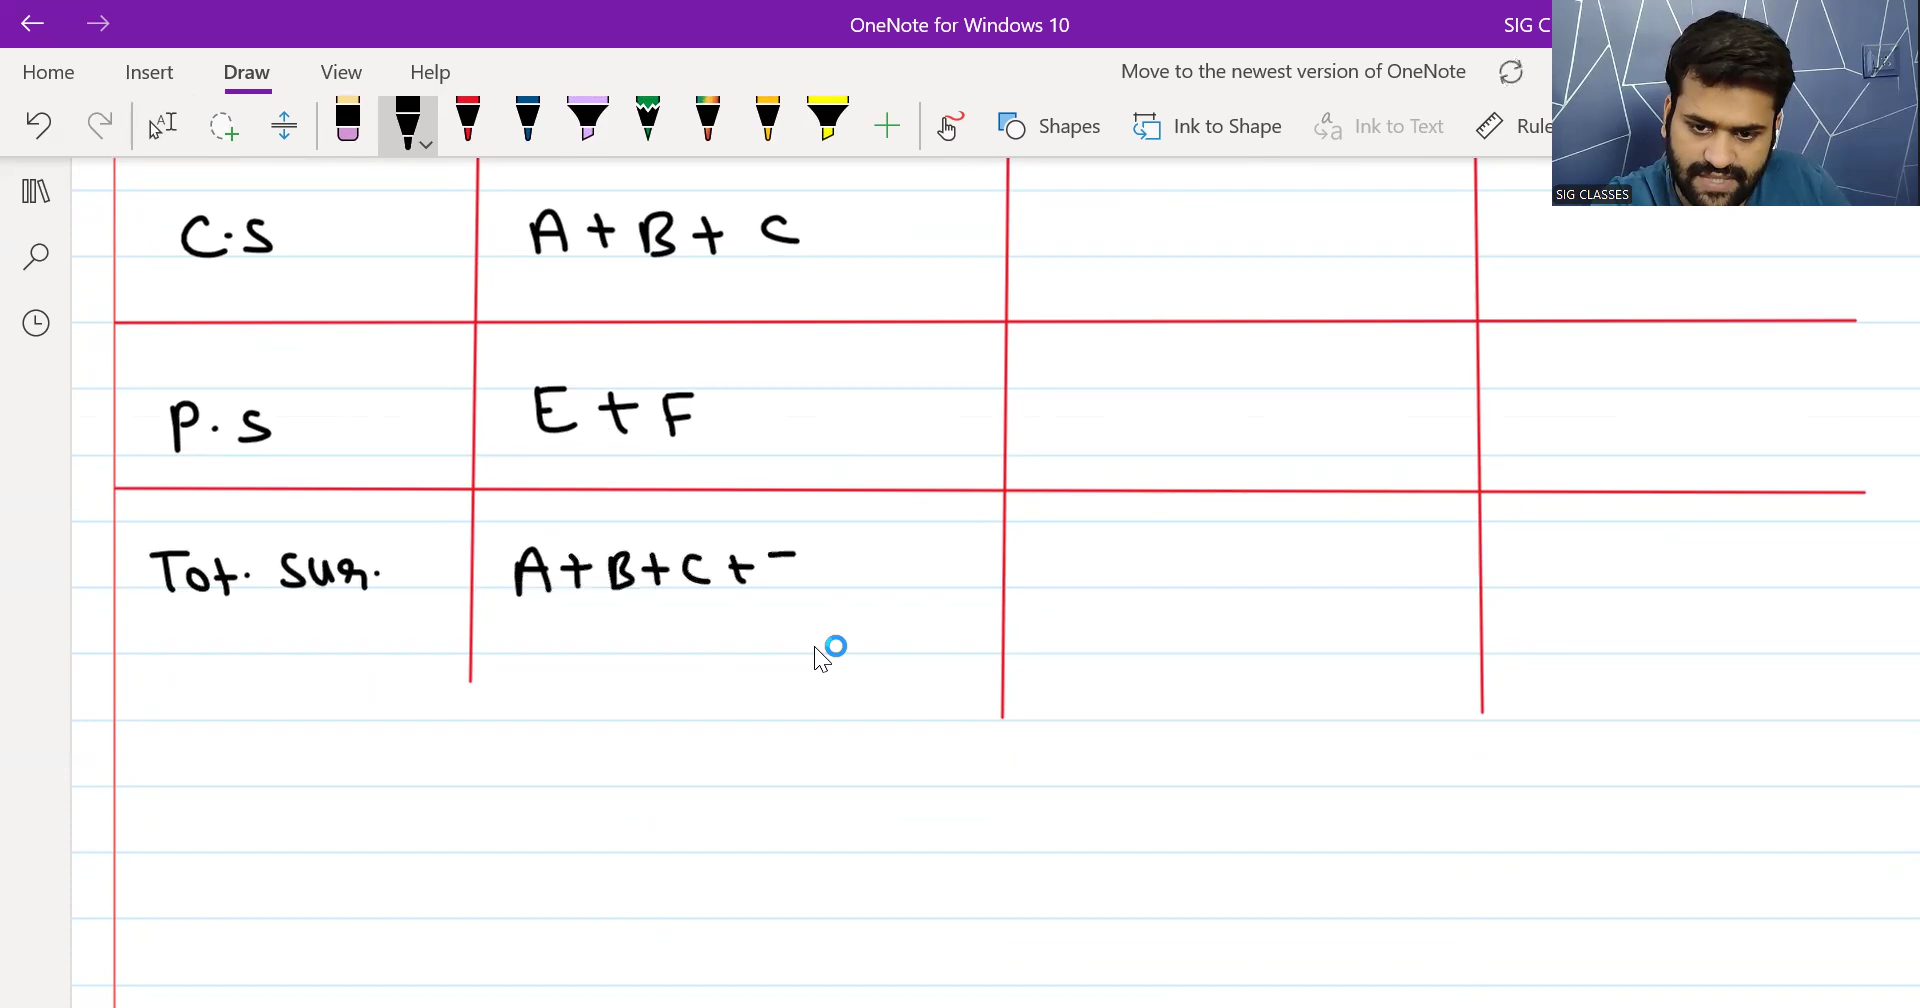 OneNote for Windows 10
SIG C
Home Insert Draw View Help
Move to the newest version of OneNote
Shapes Ink to Shape Ink to Text Rule
SIG CLASSES
C.S A + B + C
P.S E + F
Tot. Sur. A+B+C+